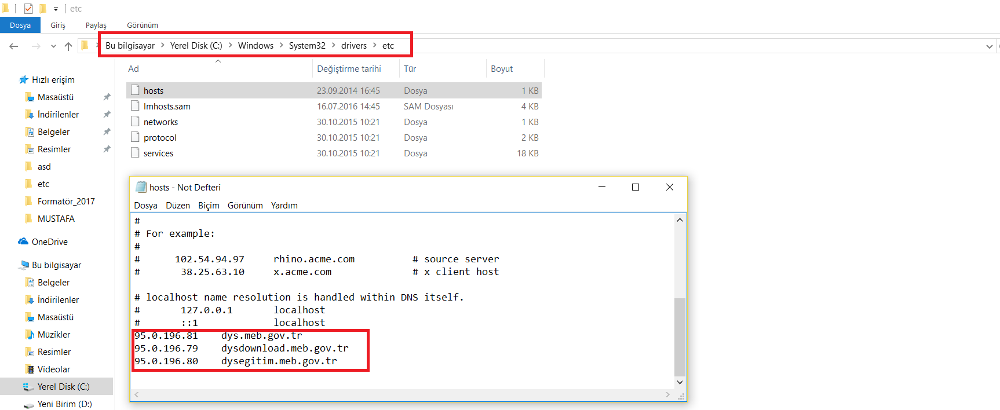 etc
Dosya Giriş Paylaş Görünüm
Bu bilgisayar Yerel Disk (C:) Windows System32 drivers etc
Ad Değiştirme tarihi Tür Boyut
hosts 23.09.2014 16:45 Dosya 1 KB
lmhosts.sam 16.07.2016 14:45 SAM Dosyası 4 KB
networks 30.10.2015 10:21 Dosya 1 KB
protocol 30.10.2015 10:21 Dosya 2 KB
services 30.10.2015 10:21 Dosya 18 KB
Hızlı erişim
Masaüstü
İndirilenler
Belgeler
Resimler
asd
etc
Formatör_2017
MUSTAFA
OneDrive
Bu bilgisayar
Belgeler
İndirilenler
Masaüstü
Müzikler
Resimler
Videolar
Yerel Disk (C:)
Yeni Birim (D:)
hosts - Not Defteri
Dosya Düzen Biçim Görünüm Yardım
#
# For example:
#
# 102.54.94.97 rhino.acme.com # source server
# 38.25.63.10 x.acme.com # x client host
# localhost name resolution is handled within DNS itself.
# 127.0.0.1 localhost
# ::1 localhost
95.0.196.81 dys.meb.gov.tr
95.0.196.79 dysdownload.meb.gov.tr
95.0.196.80 dysegitim.meb.gov.tr